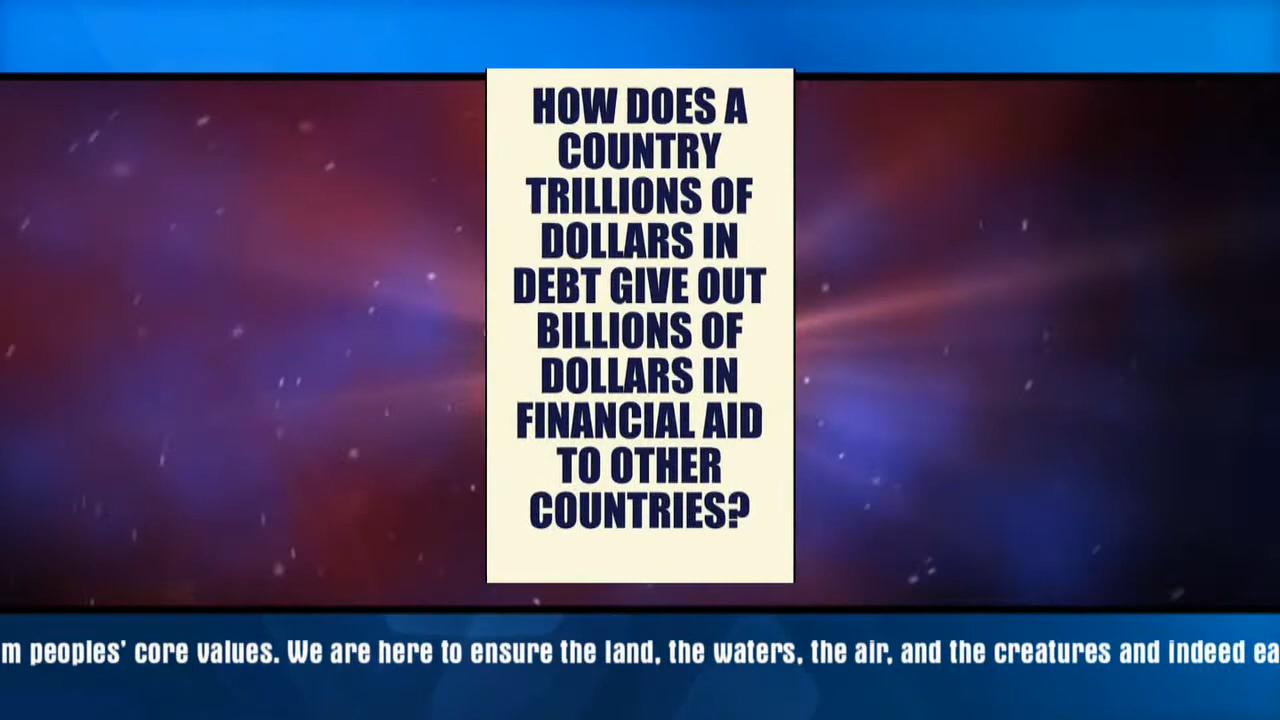 HOW DOES A
COUNTRY
TRILLIONS OF
DOLLARS IN
DEBT GIVE OUT
BILLIONS OF
DOLLARS IN
FINANCIAL AID
TO OTHER
COUNTRIES?
m peoples' core values. We are here to ensure the land, the waters, the air, and the creatures and indeed ea